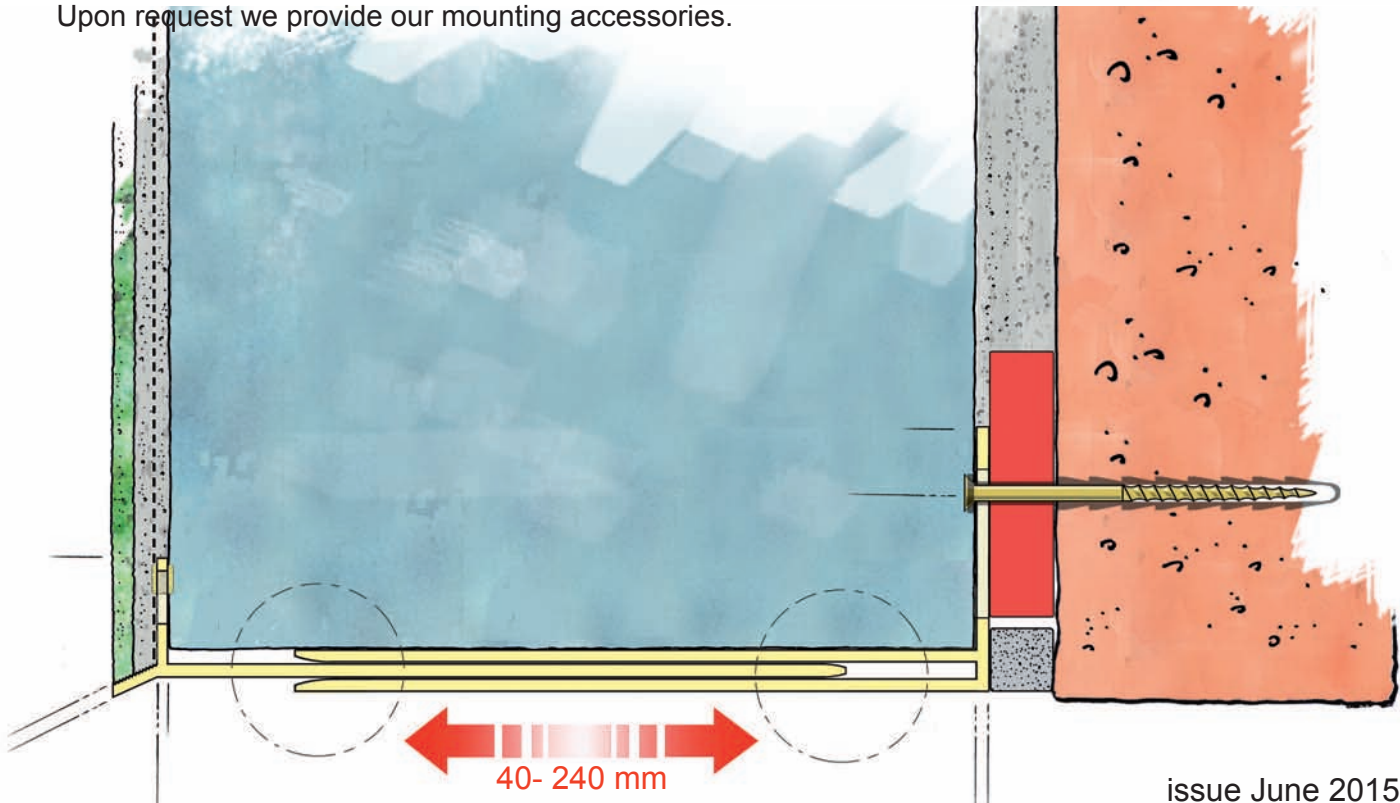 Upon request we provide our mounting accessories.
40- 240 mm
issue June 2015